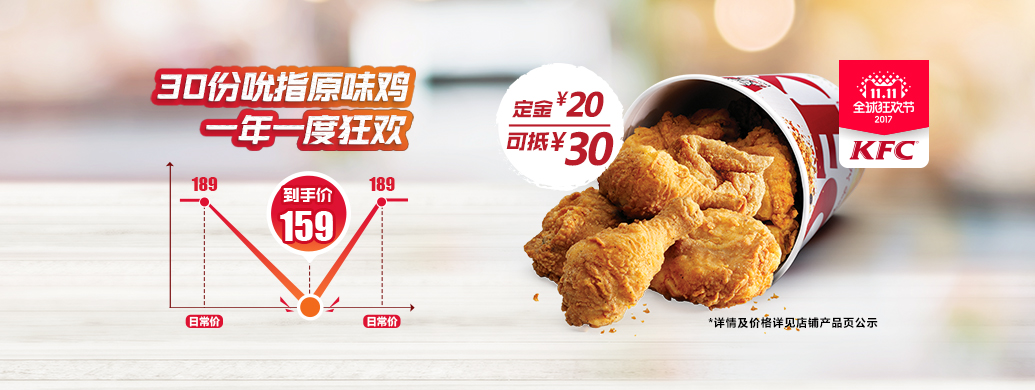 30份吮指原味鸡
一年一度狂欢
189
到手价
159
189
日常价
日常价
定金¥20
可抵¥30
11.11
全球狂欢节
2017
KFC
*详情及价格详见店铺产品页公示